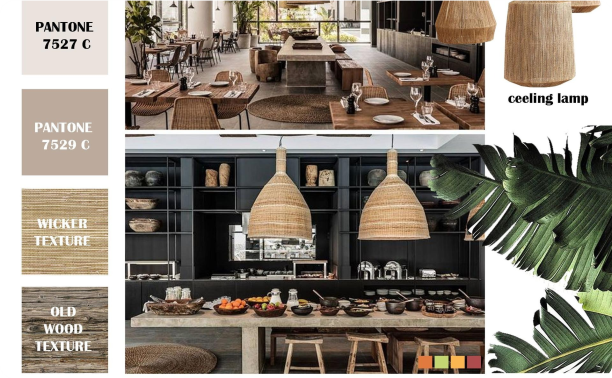 PANTONE
7527 C
PANTONE
7529 C
WICKER
TEXTURE
OLD
WOOD
TEXTURE
ceeling lamp